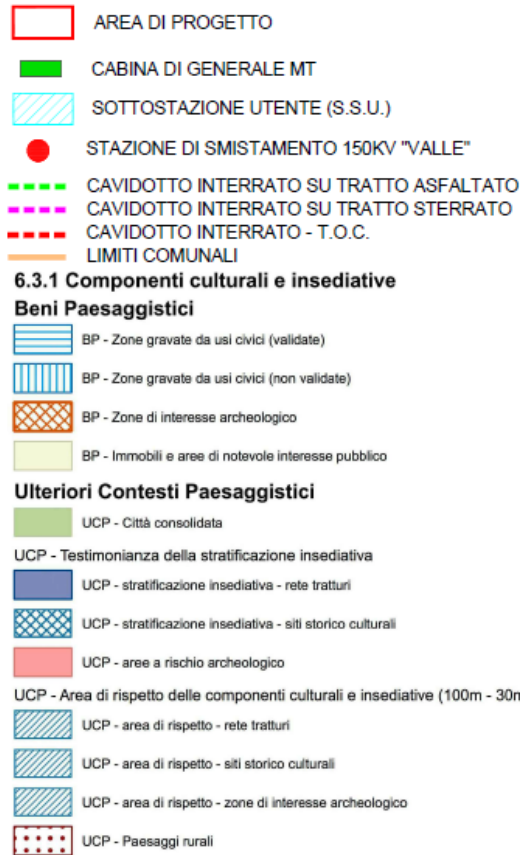 AREA DI PROGETTO
CABINA DI GENERALE MT
SOTTOSTAZIONE UTENTE (S.S.U.)
STAZIONE DI SMISTAMENTO 150KV "VALLE"
CAVIDOTTO INTERRATO SU TRATTO ASFALTATO
CAVIDOTTO INTERRATO SU TRATTO STERRATO
CAVIDOTTO INTERRATO - T.O.C.
LIMITI COMUNALI
6.3.1 Componenti culturali e insediative
Beni Paesaggistici
BP - Zone gravate da usi civici (validate)
BP - Zone gravate da usi civici (non validate)
BP - Zone di interesse archeologico
BP - Immobili e aree di notevole interesse pubblico
Ulteriori Contesti Paesaggistici
UCP - Città consolidata
UCP - Testimonianza della stratificazione insediativa
UCP - stratificazione insediativa - rete tratturi
UCP - stratificazione insediativa - siti storico culturali
UCP - aree a rischio archeologico
UCP - Area di rispetto delle componenti culturali e insediative (100m - 30m
UCP - area di rispetto - rete tratturi
UCP - area di rispetto - siti storico culturali
UCP - area di rispetto - zone di interesse archeologico
UCP - Paesaggi rurali